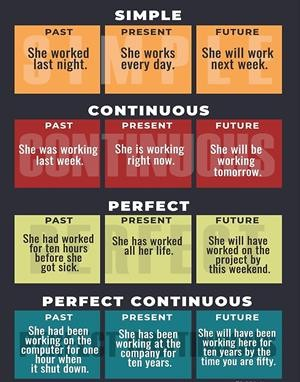 SIMPLE
PAST PRESENT FUTURE
She worked She works She will work
last night. every day. next week.
SIMPLE
CONTINUOUS
PAST PRESENT FUTURE
She was working She is working She will be
last week. right now. working
tomorrow.
CONTINUOUS
PERFECT
PAST PRESENT FUTURE
She had worked She has worked She will have
for ten hours all her life. worked on the
before she project by
got sick. this weekend.
PERFECT
PERFECT CONTINUOUS
PAST PRESENT FUTURE
She had been She has been She will have been
working on the working at the working here for
computer for one company for ten years by the
hour when ten years. time you are fifty.
it shut down.